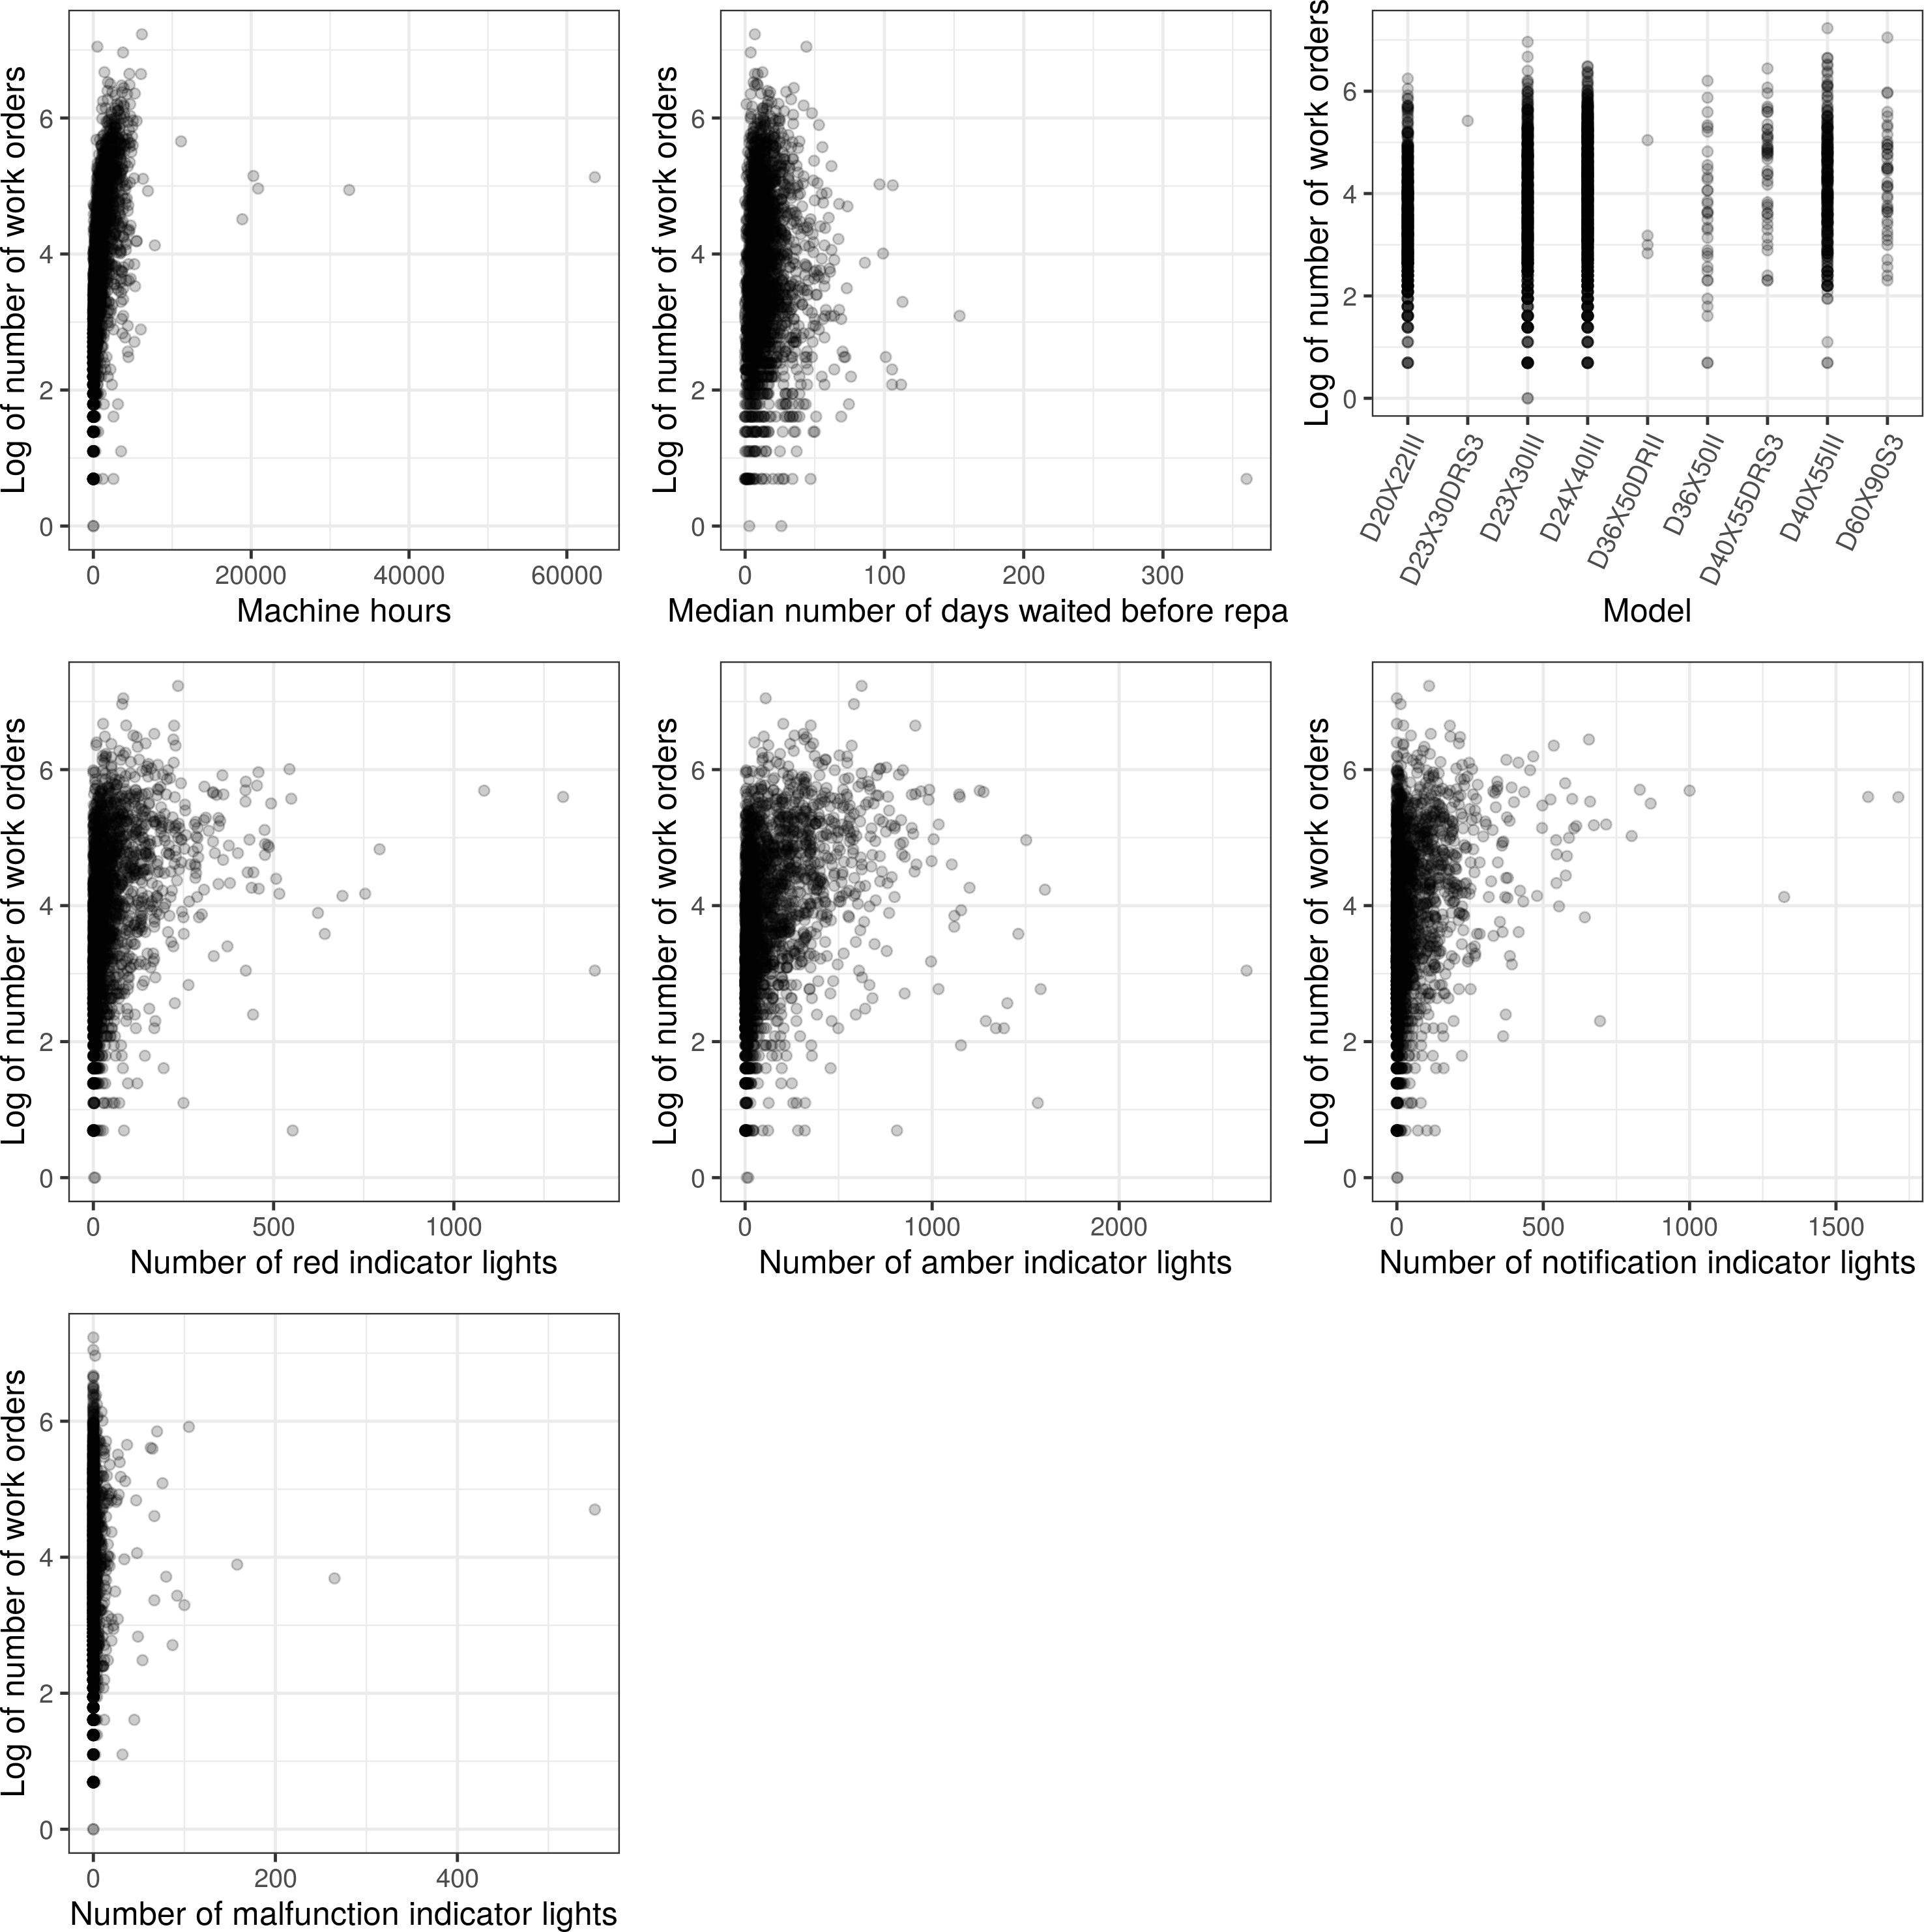 Log of number of work orders
6
4
2
0
0
20000
40000
60000
Machine hours
Log of number of work orders
6
4
2
0
0
100
200
300
Median number of days waited before repa
Log of number of work orders
6
4
2
0
D20X22III
D23X30DRS3
D23X30III
D24X40III
D36X50DRII
D36X50II
D40X55DRS3
D40X55III
D60X90S3
Model
Log of number of work orders
6
4
2
0
0
500
1000
Number of red indicator lights
Log of number of work orders
6
4
2
0
0
1000
2000
Number of amber indicator lights
Log of number of work orders
6
4
2
0
0
500
1000
1500
Number of notification indicator lights
Log of number of work orders
6
4
2
0
0
200
400
Number of malfunction indicator lights